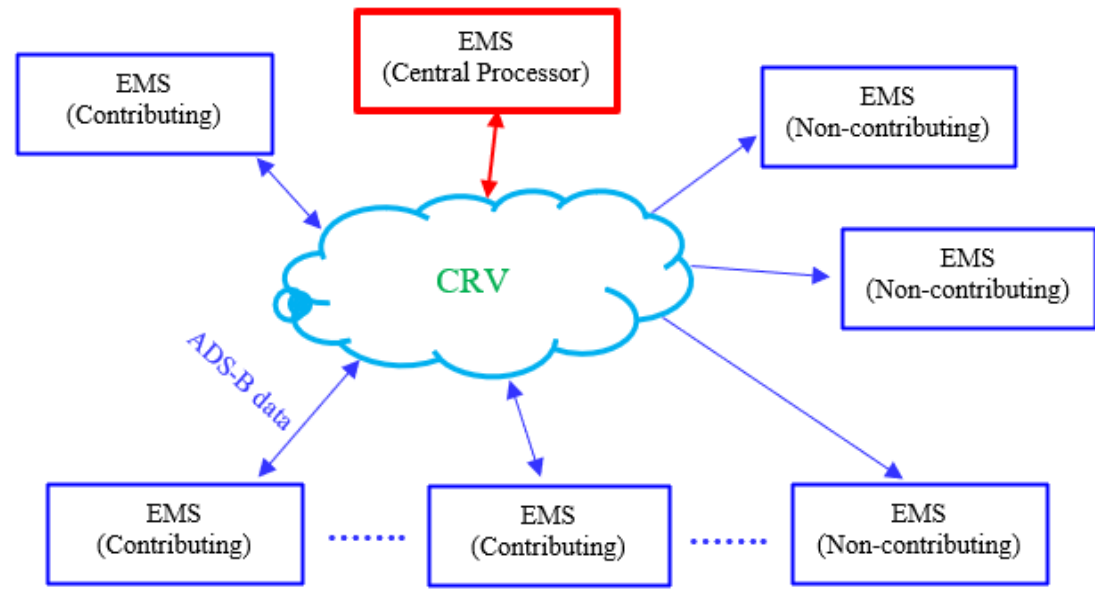 EMS
(Central Processor)
EMS
(Contributing)
EMS
(Non-contributing)
EMS
(Non-contributing)
CRV
ADS-B data
EMS
(Contributing)
EMS
(Contributing)
EMS
(Non-contributing)